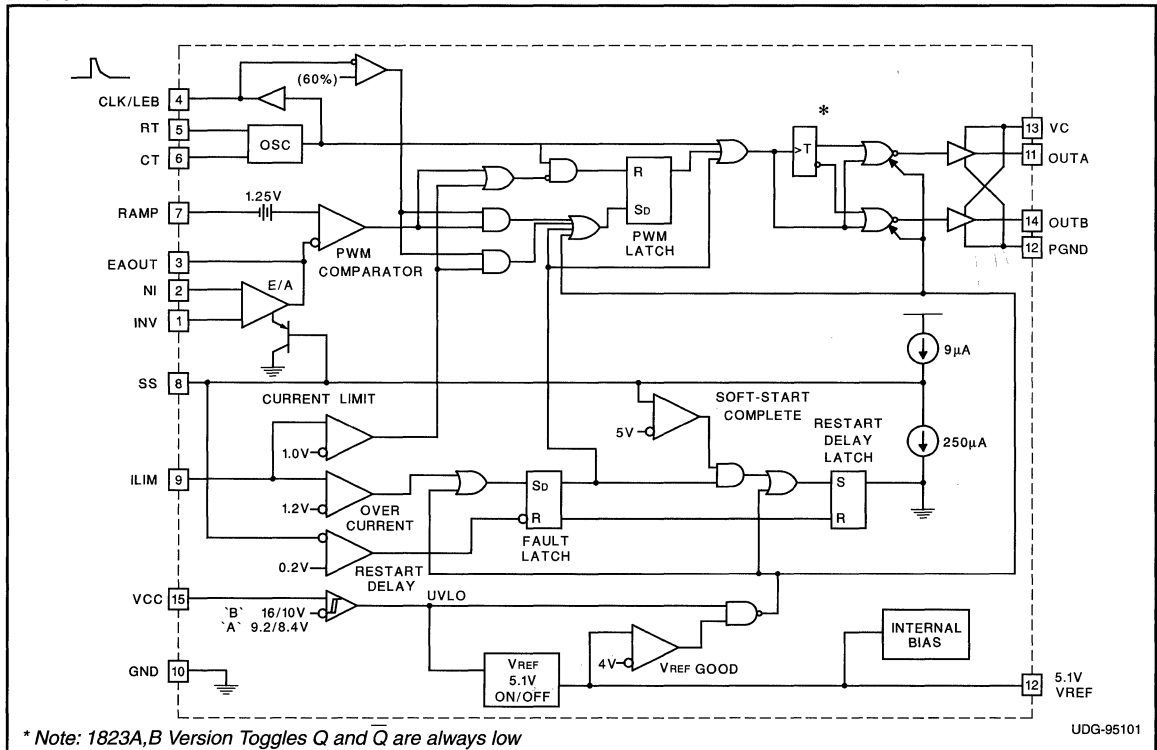 CLK/LEB 4
(60%)
*
RT 5
CT 6
OSC
>T
13 VC
11 OUTA
R
SD
PWM
LATCH
RAMP 7
1.25V
PWM
COMPARATOR
14 OUTB
12 PGND
EAOUT 3
NI 2
E/A
INV 1
9µA
SS 8
CURRENT LIMIT
SOFT-START
COMPLETE
5V
RESTART
DELAY
LATCH
250µA
1.0V
ILIM 9
SD
R
S
R
1.2V
OVER
CURRENT
FAULT
LATCH
0.2V
RESTART
DELAY
VCC 15
UVLO
`B` 16/10V
`A` 9.2/8.4V
INTERNAL
BIAS
GND 10
4V
VREF GOOD
VREF
5.1V
ON/OFF
12 5.1V
VREF
* Note: 1823A,B Version Toggles Q and Q̅ are always low
UDG-95101